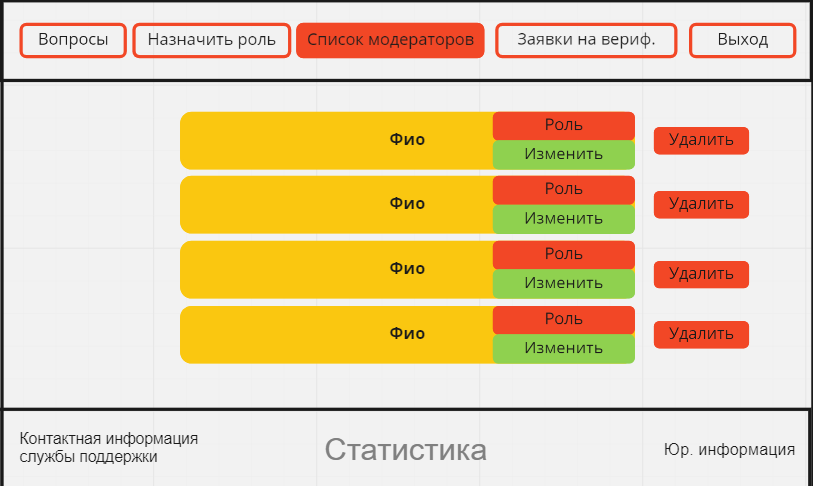 Вопросы
Назначить роль
Список модераторов
Заявки на вериф.
Выход
Фио
Роль
Изменить
Удалить
Фио
Роль
Изменить
Удалить
Фио
Роль
Изменить
Удалить
Фио
Роль
Изменить
Удалить
Контактная информация
службы поддержки
Статистика
Юр. информация